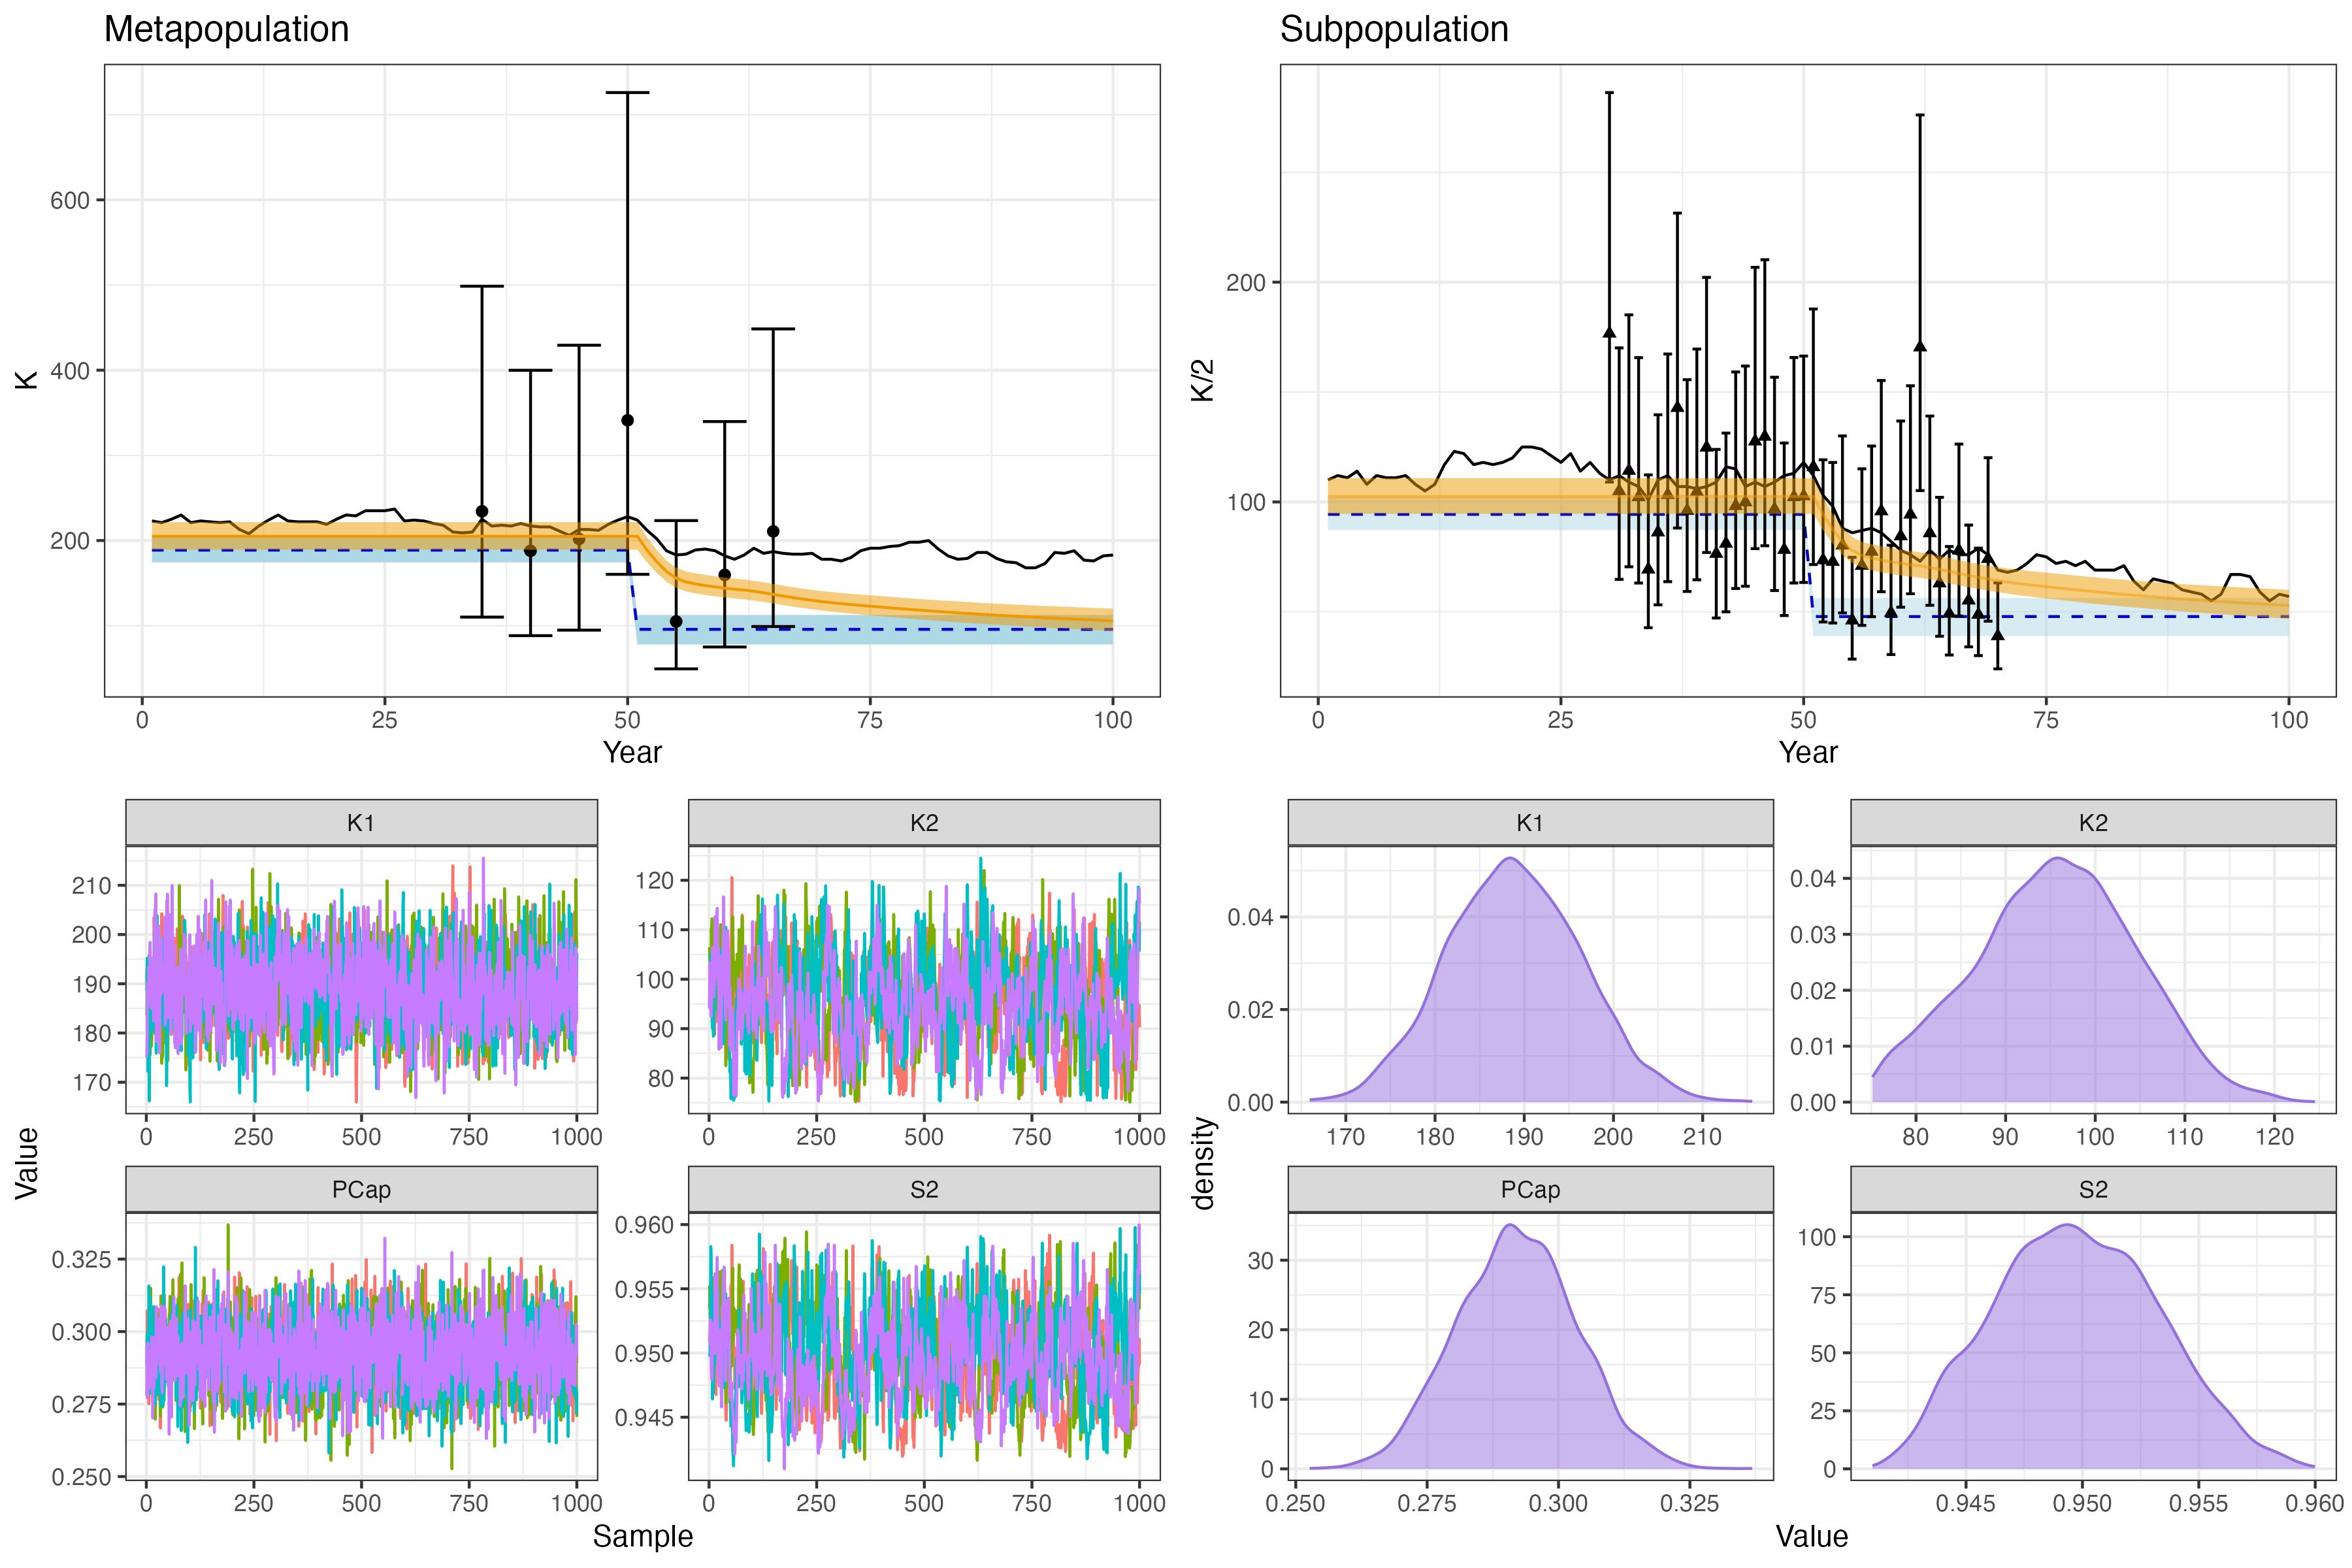 Metapopulation
K
600
400
200
0 25 50 75 100
Year
Subpopulation
K/2
200
100
0 25 50 75 100
Year
Value
K1
210
200
190
180
170
0 250 500 750 1000
K2
120
110
100
90
80
0 250 500 750 1000
PCap
0.325
0.300
0.275
0.250
0 250 500 750 1000
S2
0.960
0.955
0.950
0.945
0 250 500 750 1000
Sample
density
K1
0.04
0.02
0.00
170 180 190 200 210
K2
0.04
0.03
0.02
0.01
0.00
80 90 100 110 120
PCap
30
20
10
0
0.250 0.275 0.300 0.325
S2
100
75
50
25
0
0.945 0.950 0.955 0.960
Value